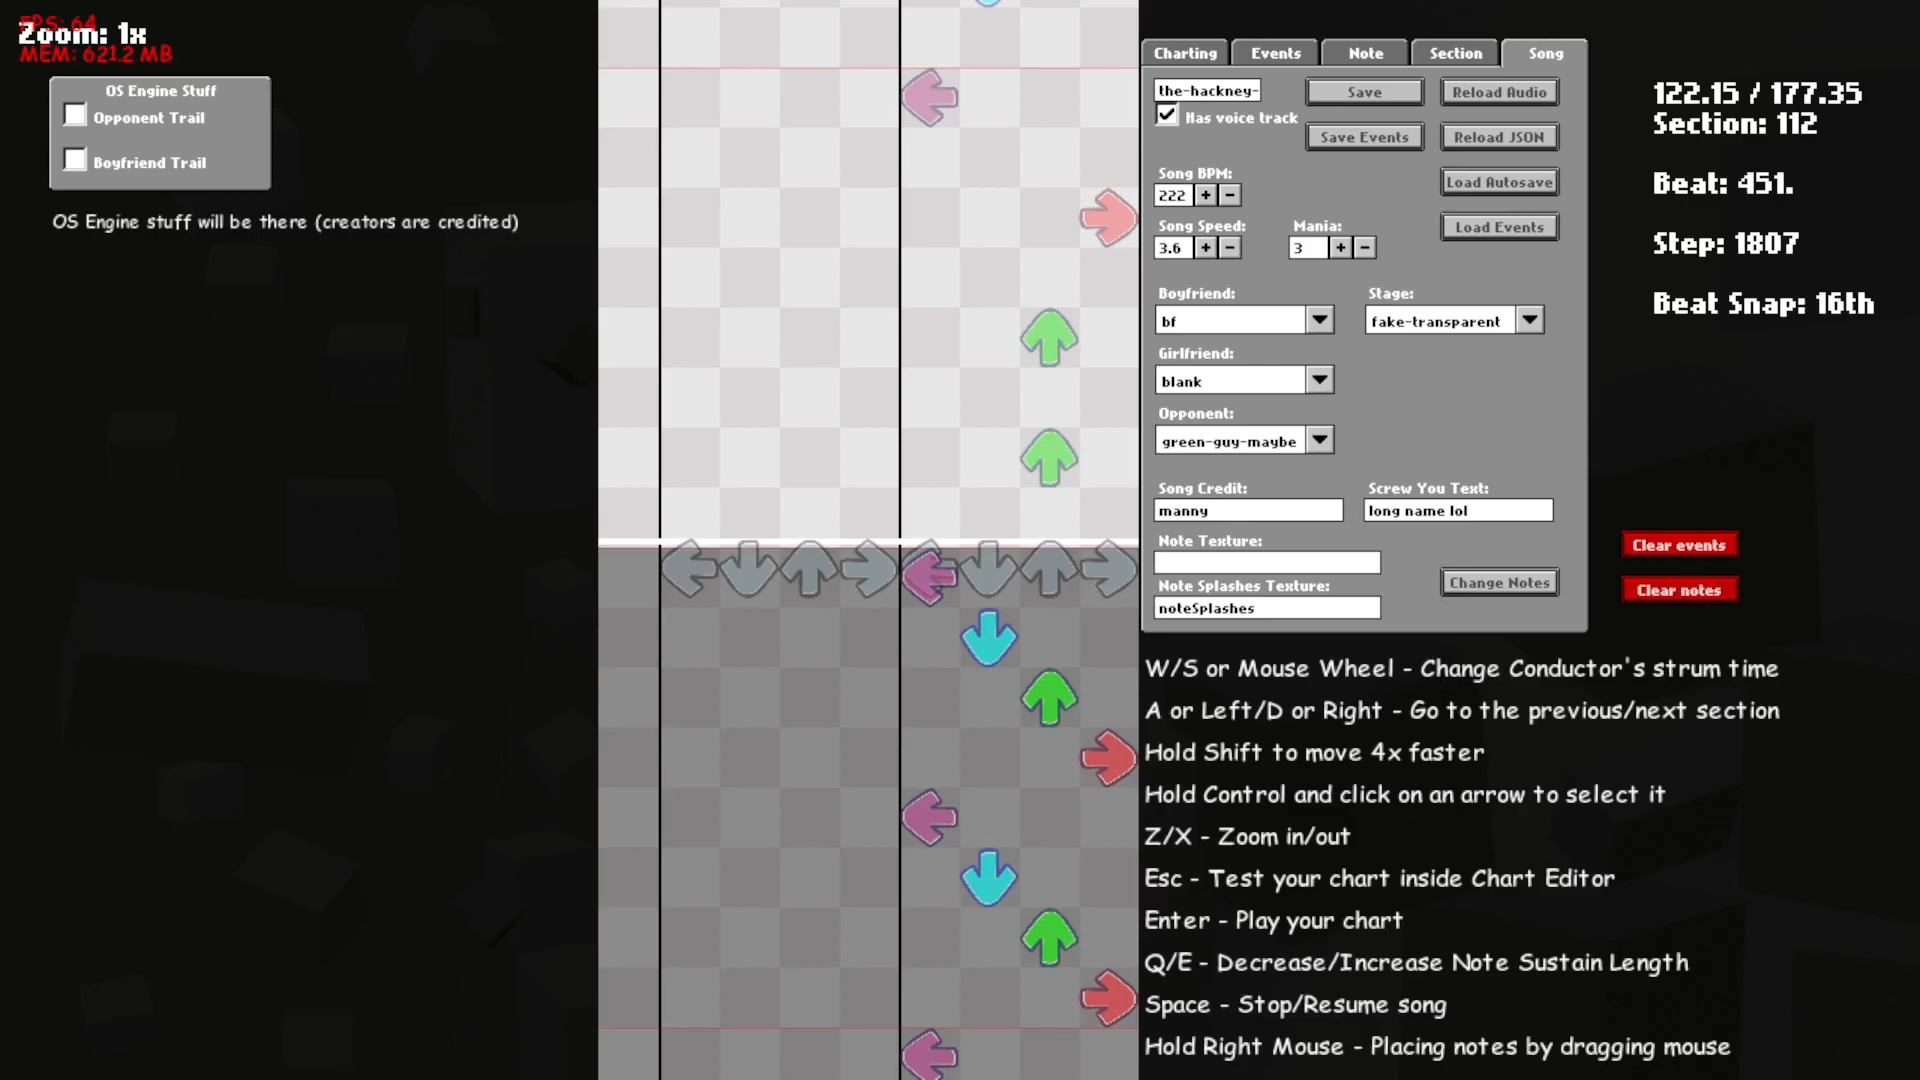 FPS: 64
Zoom: 1x
MEM: 621.2 MB
OS Engine Stuff
Opponent Trail
Boyfriend Trail
OS Engine stuff will be there (creators are credited)
Charting Events Note Section Song
the-hackney-
Save
Reload Audio
Has voice track
Save Events
Reload JSON
Song BPM:
222 + -
Load Autosave
Song Speed:
Mania:
3.6 + -
3 + -
Load Events
Boyfriend:
Stage:
bf
fake-transparent
Girlfriend:
blank
Opponent:
green-guy-maybe
Song Credit:
Screw You Text:
manny
long name lol
Note Texture:
Note Splashes Texture:
Change Notes
noteSplashes
122.15 / 177.35
Section: 112
Beat: 451.
Step: 1807
Beat Snap: 16th
Clear events
Clear notes
W/S or Mouse Wheel - Change Conductor's strum time
A or Left/D or Right - Go to the previous/next section
Hold Shift to move 4x faster
Hold Control and click on an arrow to select it
Z/X - Zoom in/out
Esc - Test your chart inside Chart Editor
Enter - Play your chart
Q/E - Decrease/Increase Note Sustain Length
Space - Stop/Resume song
Hold Right Mouse - Placing notes by dragging mouse